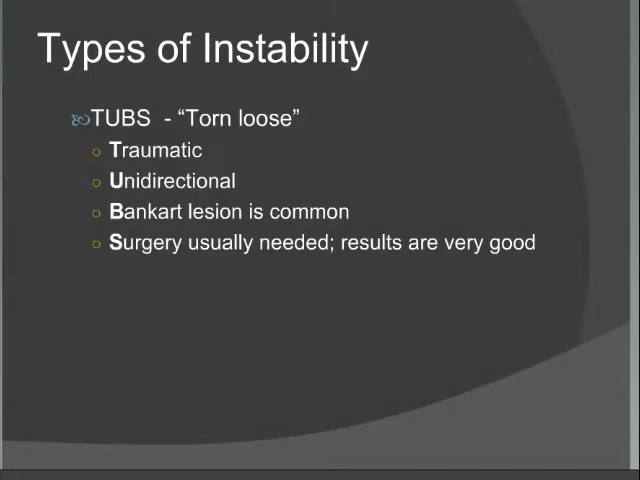 Types of Instability
TUBS - “Torn loose”
Traumatic
Unidirectional
Bankart lesion is common
Surgery usually needed; results are very good